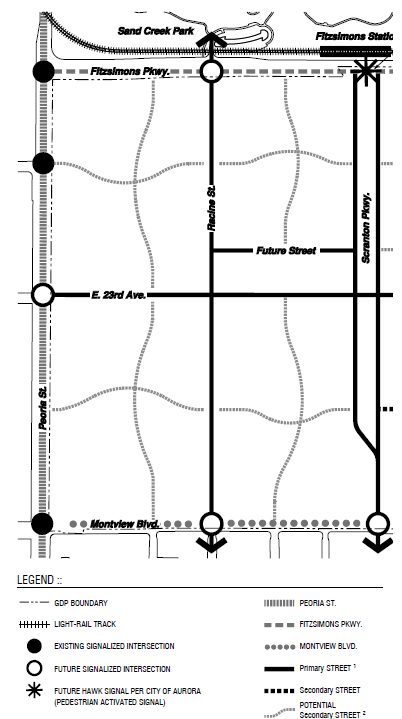 Sand Creek Park
Fitzsimons Statio
Fitzsimons Pkwy.
Racine St.
Scranton Pkwy.
Future Street
E. 23rd Ave.
Peoria St.
Montview Blvd.
LEGEND ::
GDP BOUNDARY
LIGHT-RAIL TRACK
EXISTING SIGNALIZED INTERSECTION
FUTURE SIGNALIZED INTERSECTION
FUTURE HAWK SIGNAL PER CITY OF AURORA
(PEDESTRIAN ACTIVATED SIGNAL)
PEORIA ST.
FITZSIMONS PKWY.
MONTVIEW BLVD.
Primary STREET 1
Secondary STREET
POTENTIAL
Secondary STREET 2